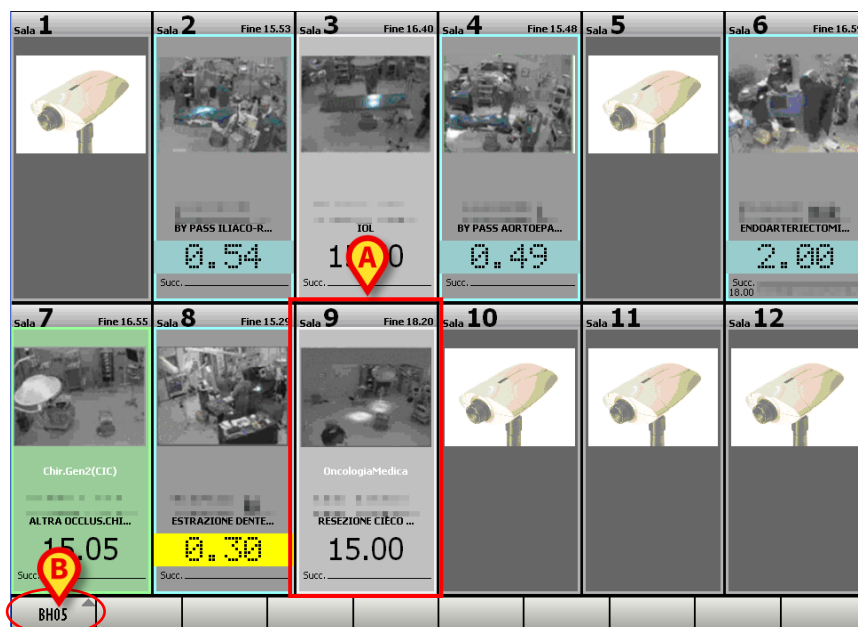 Sala 1
Sala 2 Fine 15.53
Sala 3 Fine 16.40
Sala 4 Fine 15.48
Sala 5
Sala 6 Fine 16.59
BY PASS ILIACO-R...
IOL
BY PASS AORTOEPA...
ENDOARTERIECTOMI...
0.54
0.49
2.00
A
Succ.
Succ.
Succ.
Succ.
18.00
Sala 7 Fine 16.55
Sala 8 Fine 15.29
Sala 9 Fine 18.20
Sala 10
Sala 11
Sala 12
Chir.Gen2(CIC)
OncologiaMedica
ALTRA OCCLUS.CHI...
ESTRAZIONE DENTE...
RESEZIONE CIECO ...
15.05
0.30
15.00
B
Succ.
Succ.
Succ.
BH05